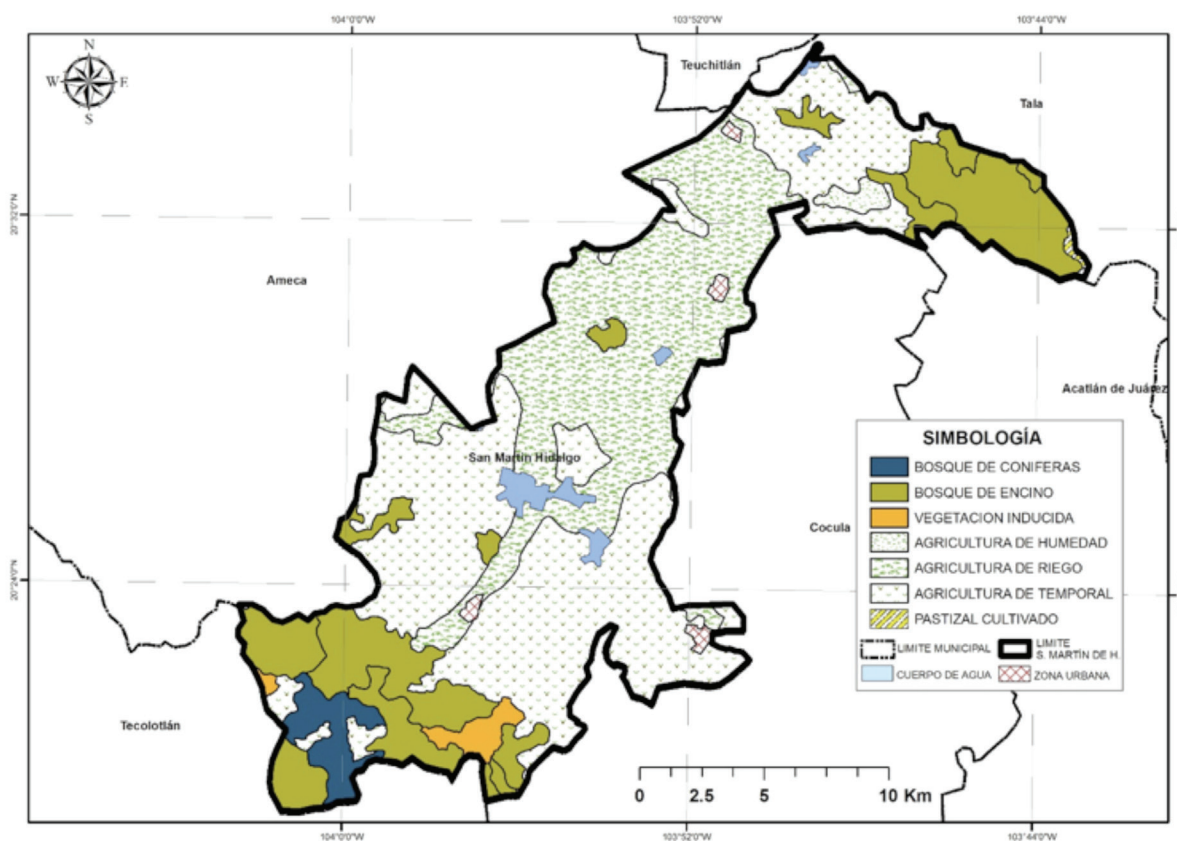 104°0'0"W
103°52'0"W
103°44'0"W
N
W E
S
Teuchitlán
Tala
20°32'0"N
Ameca
Acatlán de Juárez
San Martín Hidalgo
Cocula
20°24'0"N
Tecolotlán
SIMBOLOGÍA
BOSQUE DE CONIFERAS
BOSQUE DE ENCINO
VEGETACION INDUCIDA
AGRICULTURA DE HUMEDAD
AGRICULTURA DE RIEGO
AGRICULTURA DE TEMPORAL
PASTIZAL CULTIVADO
LIMITE MUNICIPAL
LIMITE
S. MARTÍN DE H.
CUERPO DE AGUA
ZONA URBANA
0 2.5 5 10 Km
104°0'0"W
103°52'0"W
103°44'0"W